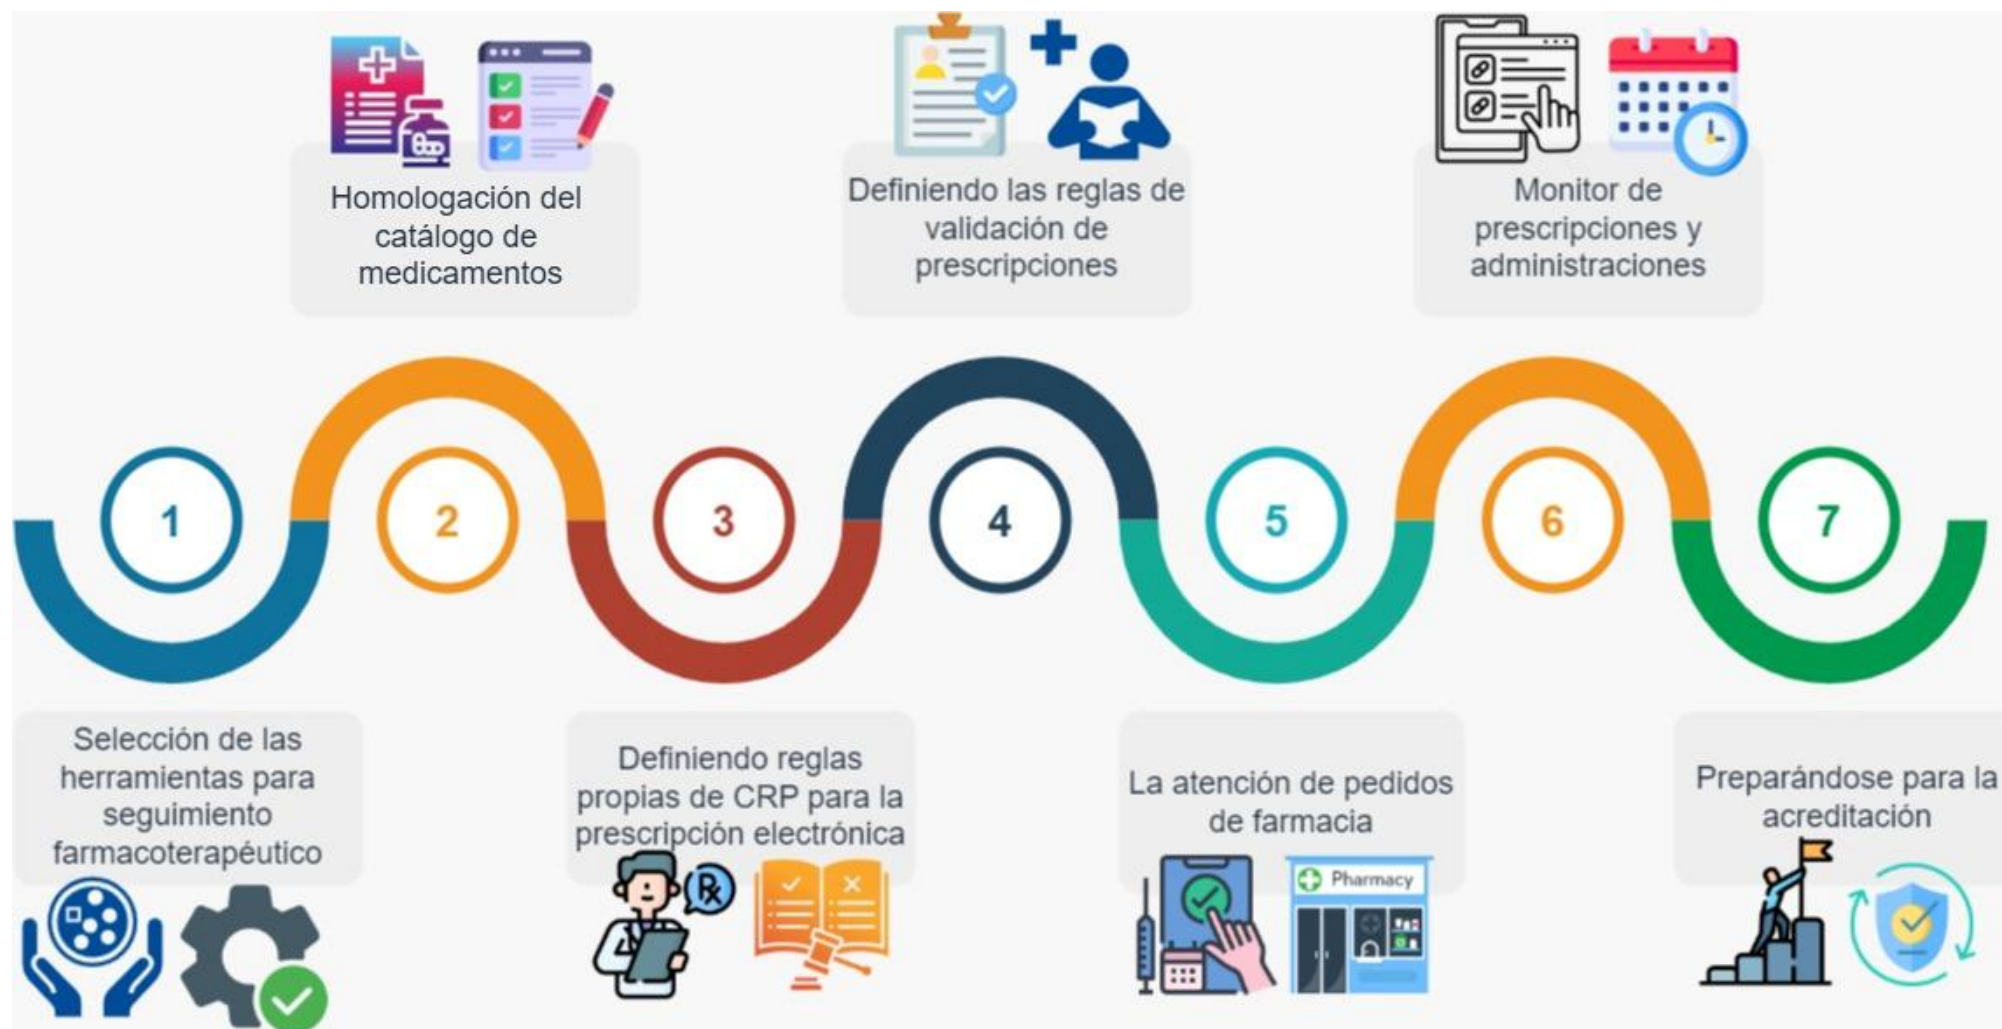 Homologación del
catálogo de
medicamentos
Definiendo las reglas de
validación de
prescripciones
Monitor de
prescripciones y
administraciones
1
2
3
4
5
6
7
Selección de las
herramientas para
seguimiento
farmacoterapéutico
Definiendo reglas
propias de CRP para la
prescripción electrónica
Rx
La atención de pedidos
de farmacia
Pharmacy
Preparándose para la
acreditación